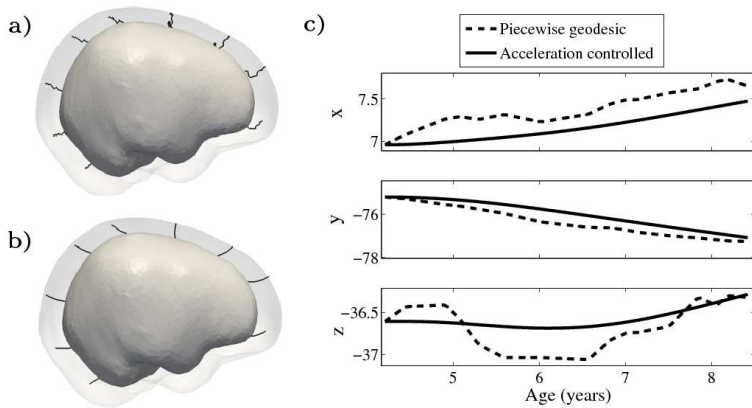 a)
b)
c)
Piecewise geodesic
Acceleration controlled
7.5
7
x
-76
-78
y
-36.5
-37
z
5 6 7 8
Age (years)